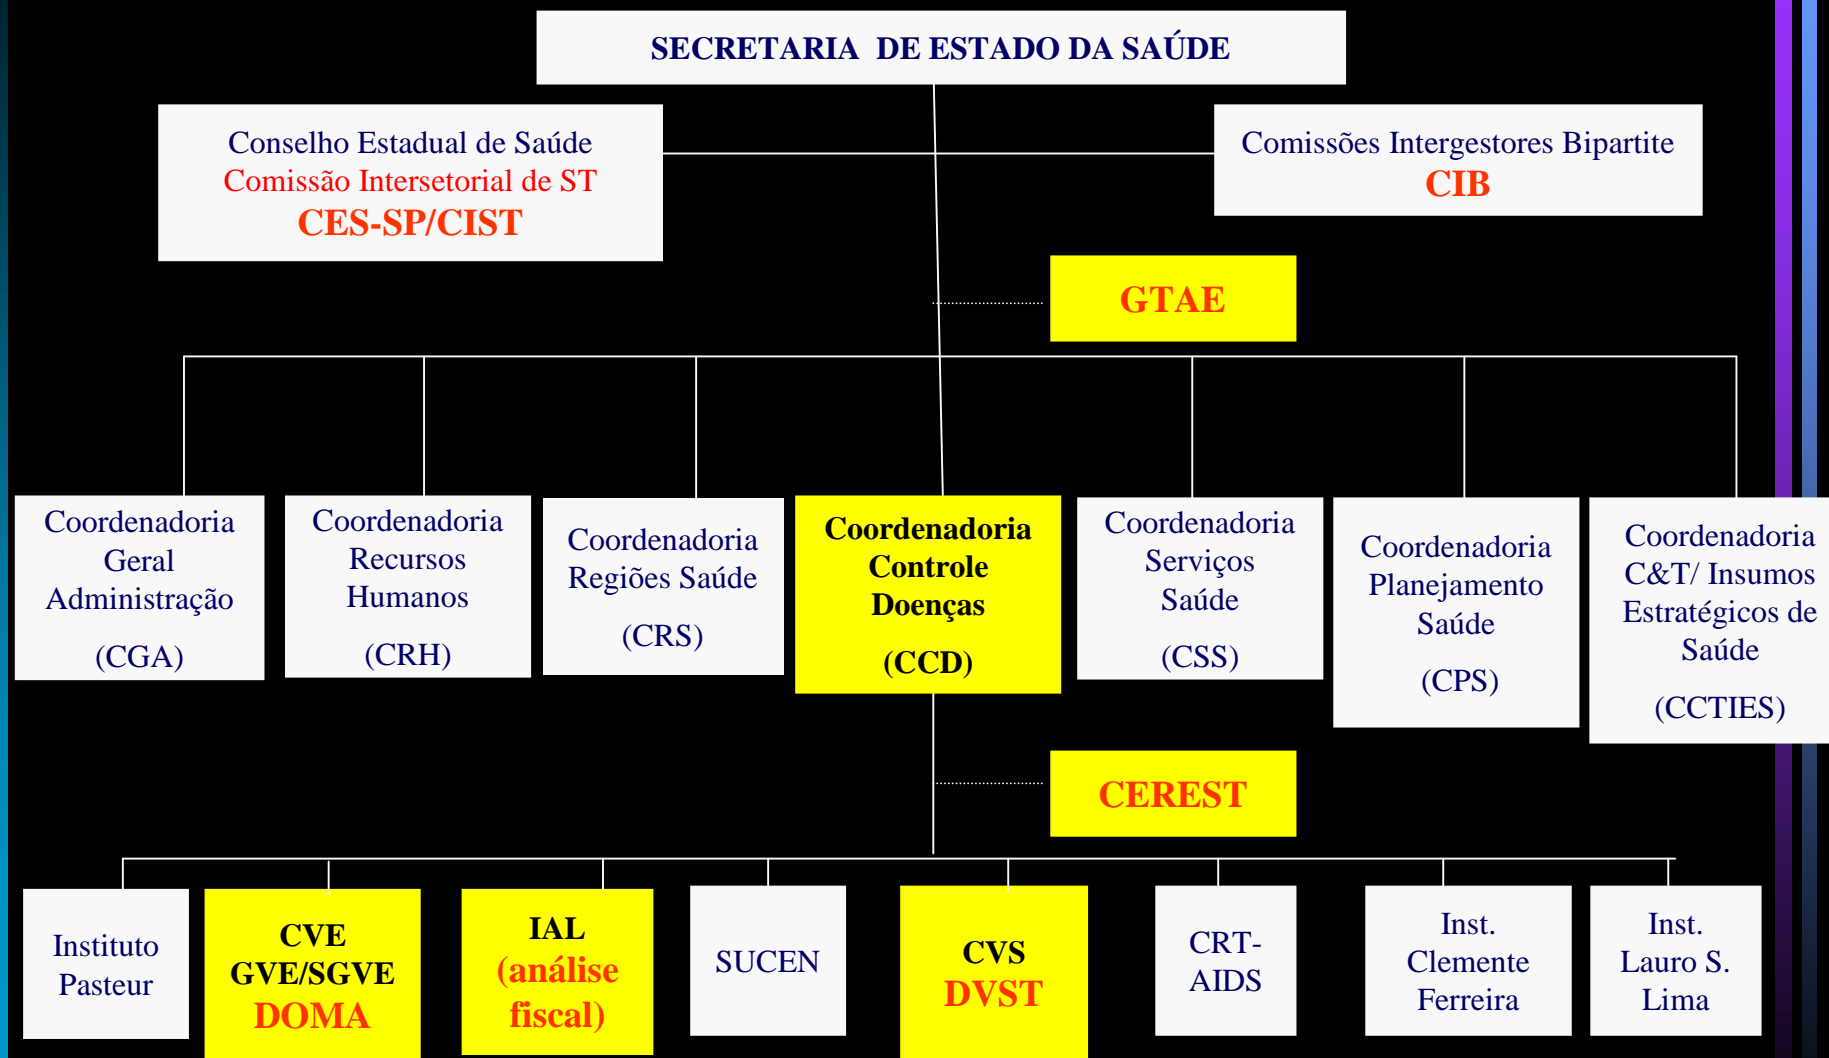 SECRETARIA DE ESTADO DA SAÚDE
Conselho Estadual de Saúde
Comissão Intersetorial de ST
CES-SP/CIST
Comissões Intergestores Bipartite
CIB
GTAE
Coordenadoria
Geral
Administração
(CGA)
Coordenadoria
Recursos
Humanos
(CRH)
Coordenadoria
Regiões Saúde
(CRS)
Coordenadoria
Controle
Doenças
(CCD)
Coordenadoria
Serviços
Saúde
(CSS)
Coordenadoria
Planejamento
Saúde
(CPS)
Coordenadoria
C&T/ Insumos
Estratégicos de
Saúde
(CCTIES)
CEREST
Instituto
Pasteur
CVE
GVE/SGVE
DOMA
IAL
(análise
fiscal)
SUCEN
CVS
DVST
CRT-
AIDS
Inst.
Clemente
Ferreira
Inst.
Lauro S.
Lima